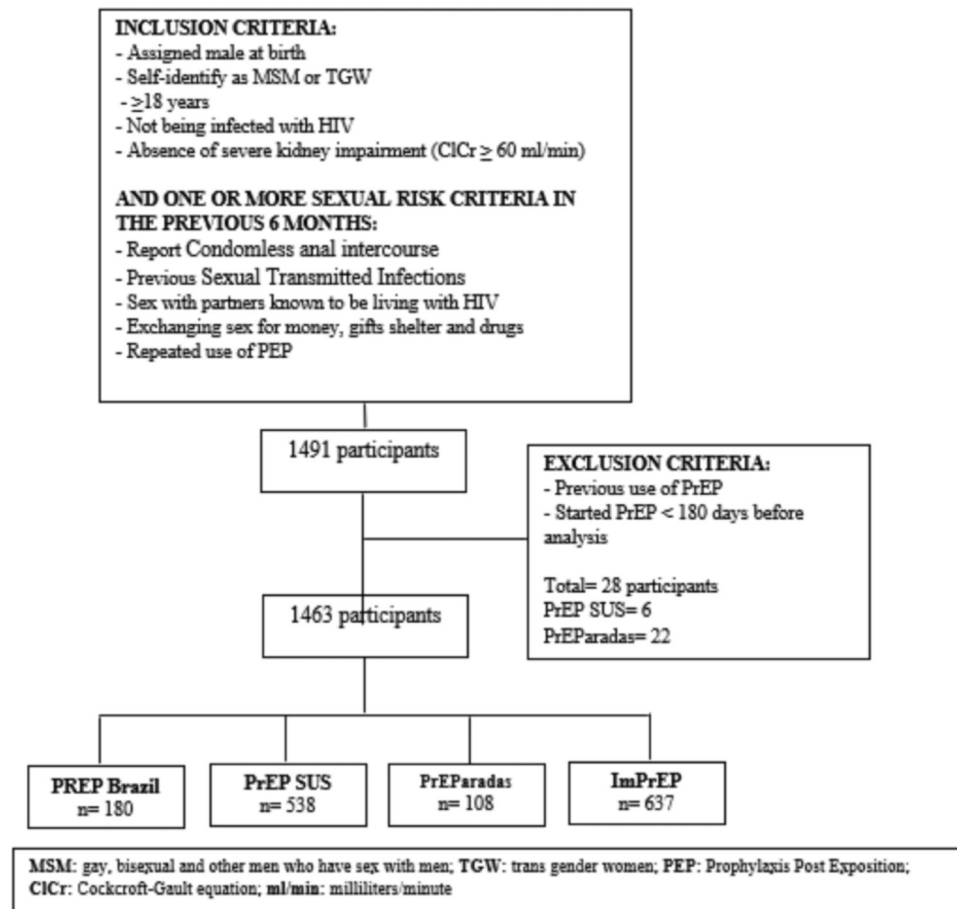 INCLUSION CRITERIA:
- Assigned male at birth
- Self-identify as MSM or TGW
- ≥18 years
- Not being infected with HIV
- Absence of severe kidney impairment (ClCr ≥ 60 ml/min)
AND ONE OR MORE SEXUAL RISK CRITERIA IN
THE PREVIOUS 6 MONTHS:
- Report Condomless anal intercourse
- Previous Sexual Transmitted Infections
- Sex with partners known to be living with HIV
- Exchanging sex for money, gifts shelter and drugs
- Repeated use of PEP
1491 participants
EXCLUSION CRITERIA:
- Previous use of PrEP
- Started PrEP < 180 days before
analysis
Total= 28 participants
PrEP SUS= 6
PrEParadas= 22
1463 participants
PREP Brazil
n= 180
PrEP SUS
n= 538
PrEParadas
n= 108
ImPrEP
n= 637
MSM: gay, bisexual and other men who have sex with men; TGW: trans gender women; PEP: Prophylaxis Post Exposition;
ClCr: Cockcroft-Gault equation; ml/min: milliliters/minute